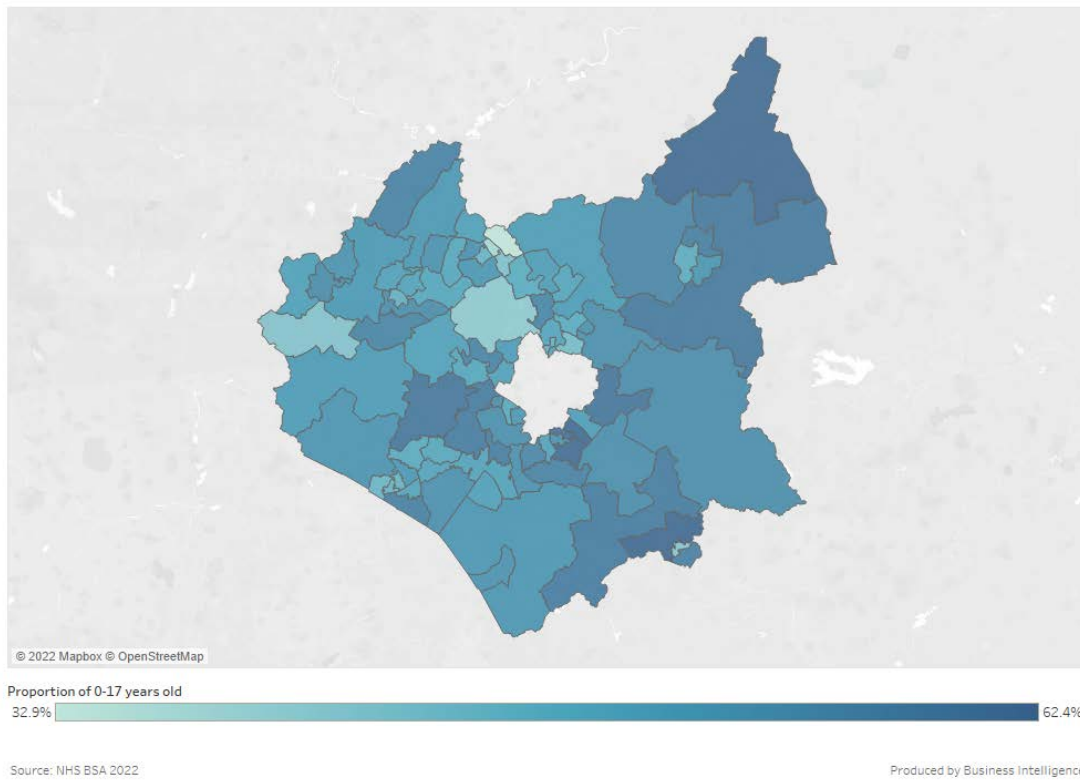 © 2022 Mapbox © OpenStreetMap
Proportion of 0-17 years old
32.9% 62.4%
Source: NHS BSA 2022 Produced by Business Intelligence